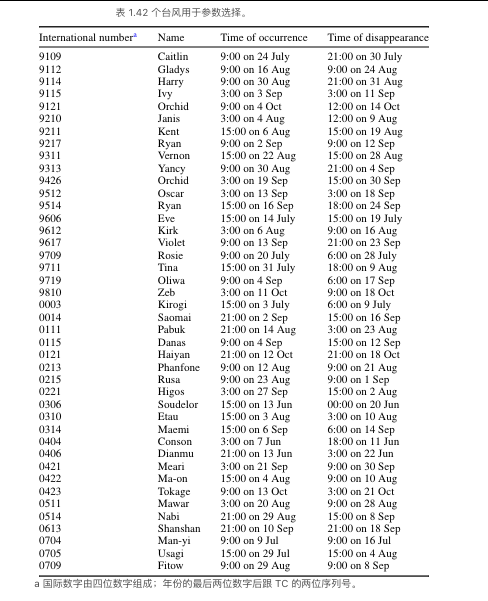 表 1.42 个台风用于参数选择。
International numberᵃ Name Time of occurrence Time of disappearance
9109 Caitlin 9:00 on 24 July 21:00 on 30 July
9112 Gladys 9:00 on 16 Aug 9:00 on 24 Aug
9114 Harry 9:00 on 30 Aug 21:00 on 31 Aug
9115 Ivy 3:00 on 3 Sep 3:00 on 11 Sep
9121 Orchid 9:00 on 4 Oct 12:00 on 14 Oct
9210 Janis 3:00 on 4 Aug 12:00 on 9 Aug
9211 Kent 15:00 on 6 Aug 15:00 on 19 Aug
9217 Ryan 9:00 on 2 Sep 9:00 on 12 Sep
9311 Vernon 15:00 on 22 Aug 15:00 on 28 Aug
9313 Yancy 9:00 on 30 Aug 21:00 on 4 Sep
9426 Orchid 3:00 on 19 Sep 15:00 on 30 Sep
9512 Oscar 3:00 on 13 Sep 3:00 on 18 Sep
9514 Ryan 15:00 on 16 Sep 18:00 on 24 Sep
9606 Eve 15:00 on 14 July 15:00 on 19 July
9612 Kirk 3:00 on 6 Aug 9:00 on 16 Aug
9617 Violet 9:00 on 13 Sep 21:00 on 23 Sep
9709 Rosie 9:00 on 20 July 6:00 on 28 July
9711 Tina 15:00 on 31 July 18:00 on 9 Aug
9719 Oliwa 9:00 on 4 Sep 6:00 on 17 Sep
9810 Zeb 3:00 on 11 Oct 9:00 on 18 Oct
0003 Kirogi 15:00 on 3 July 6:00 on 9 July
0014 Saomai 21:00 on 2 Sep 15:00 on 16 Sep
0111 Pabuk 21:00 on 14 Aug 3:00 on 23 Aug
0115 Danas 9:00 on 4 Sep 15:00 on 12 Sep
0121 Haiyan 21:00 on 12 Oct 21:00 on 18 Oct
0213 Phanfone 9:00 on 12 Aug 9:00 on 21 Aug
0215 Rusa 9:00 on 23 Aug 9:00 on 1 Sep
0221 Higos 3:00 on 27 Sep 15:00 on 2 Aug
0306 Soudelor 15:00 on 13 Jun 00:00 on 20 Jun
0310 Etau 15:00 on 3 Aug 3:00 on 10 Aug
0314 Maemi 15:00 on 6 Sep 6:00 on 14 Sep
0404 Conson 3:00 on 7 Jun 18:00 on 11 Jun
0406 Dianmu 21:00 on 13 Jun 3:00 on 22 Jun
0421 Meari 3:00 on 21 Sep 9:00 on 30 Sep
0422 Ma-on 15:00 on 4 Aug 9:00 on 10 Aug
0423 Tokage 9:00 on 13 Oct 3:00 on 21 Oct
0511 Mawar 3:00 on 20 Aug 9:00 on 28 Aug
0514 Nabi 21:00 on 29 Aug 15:00 on 8 Sep
0613 Shanshan 21:00 on 10 Sep 21:00 on 18 Sep
0704 Man-yi 9:00 on 9 Jul 9:00 on 16 Jul
0705 Usagi 15:00 on 29 Jul 15:00 on 4 Aug
0709 Fitow 9:00 on 29 Aug 9:00 on 8 Sep
a 国际数字由四位数字组成；年份的最后两位数字后跟 TC 的两位序列号。